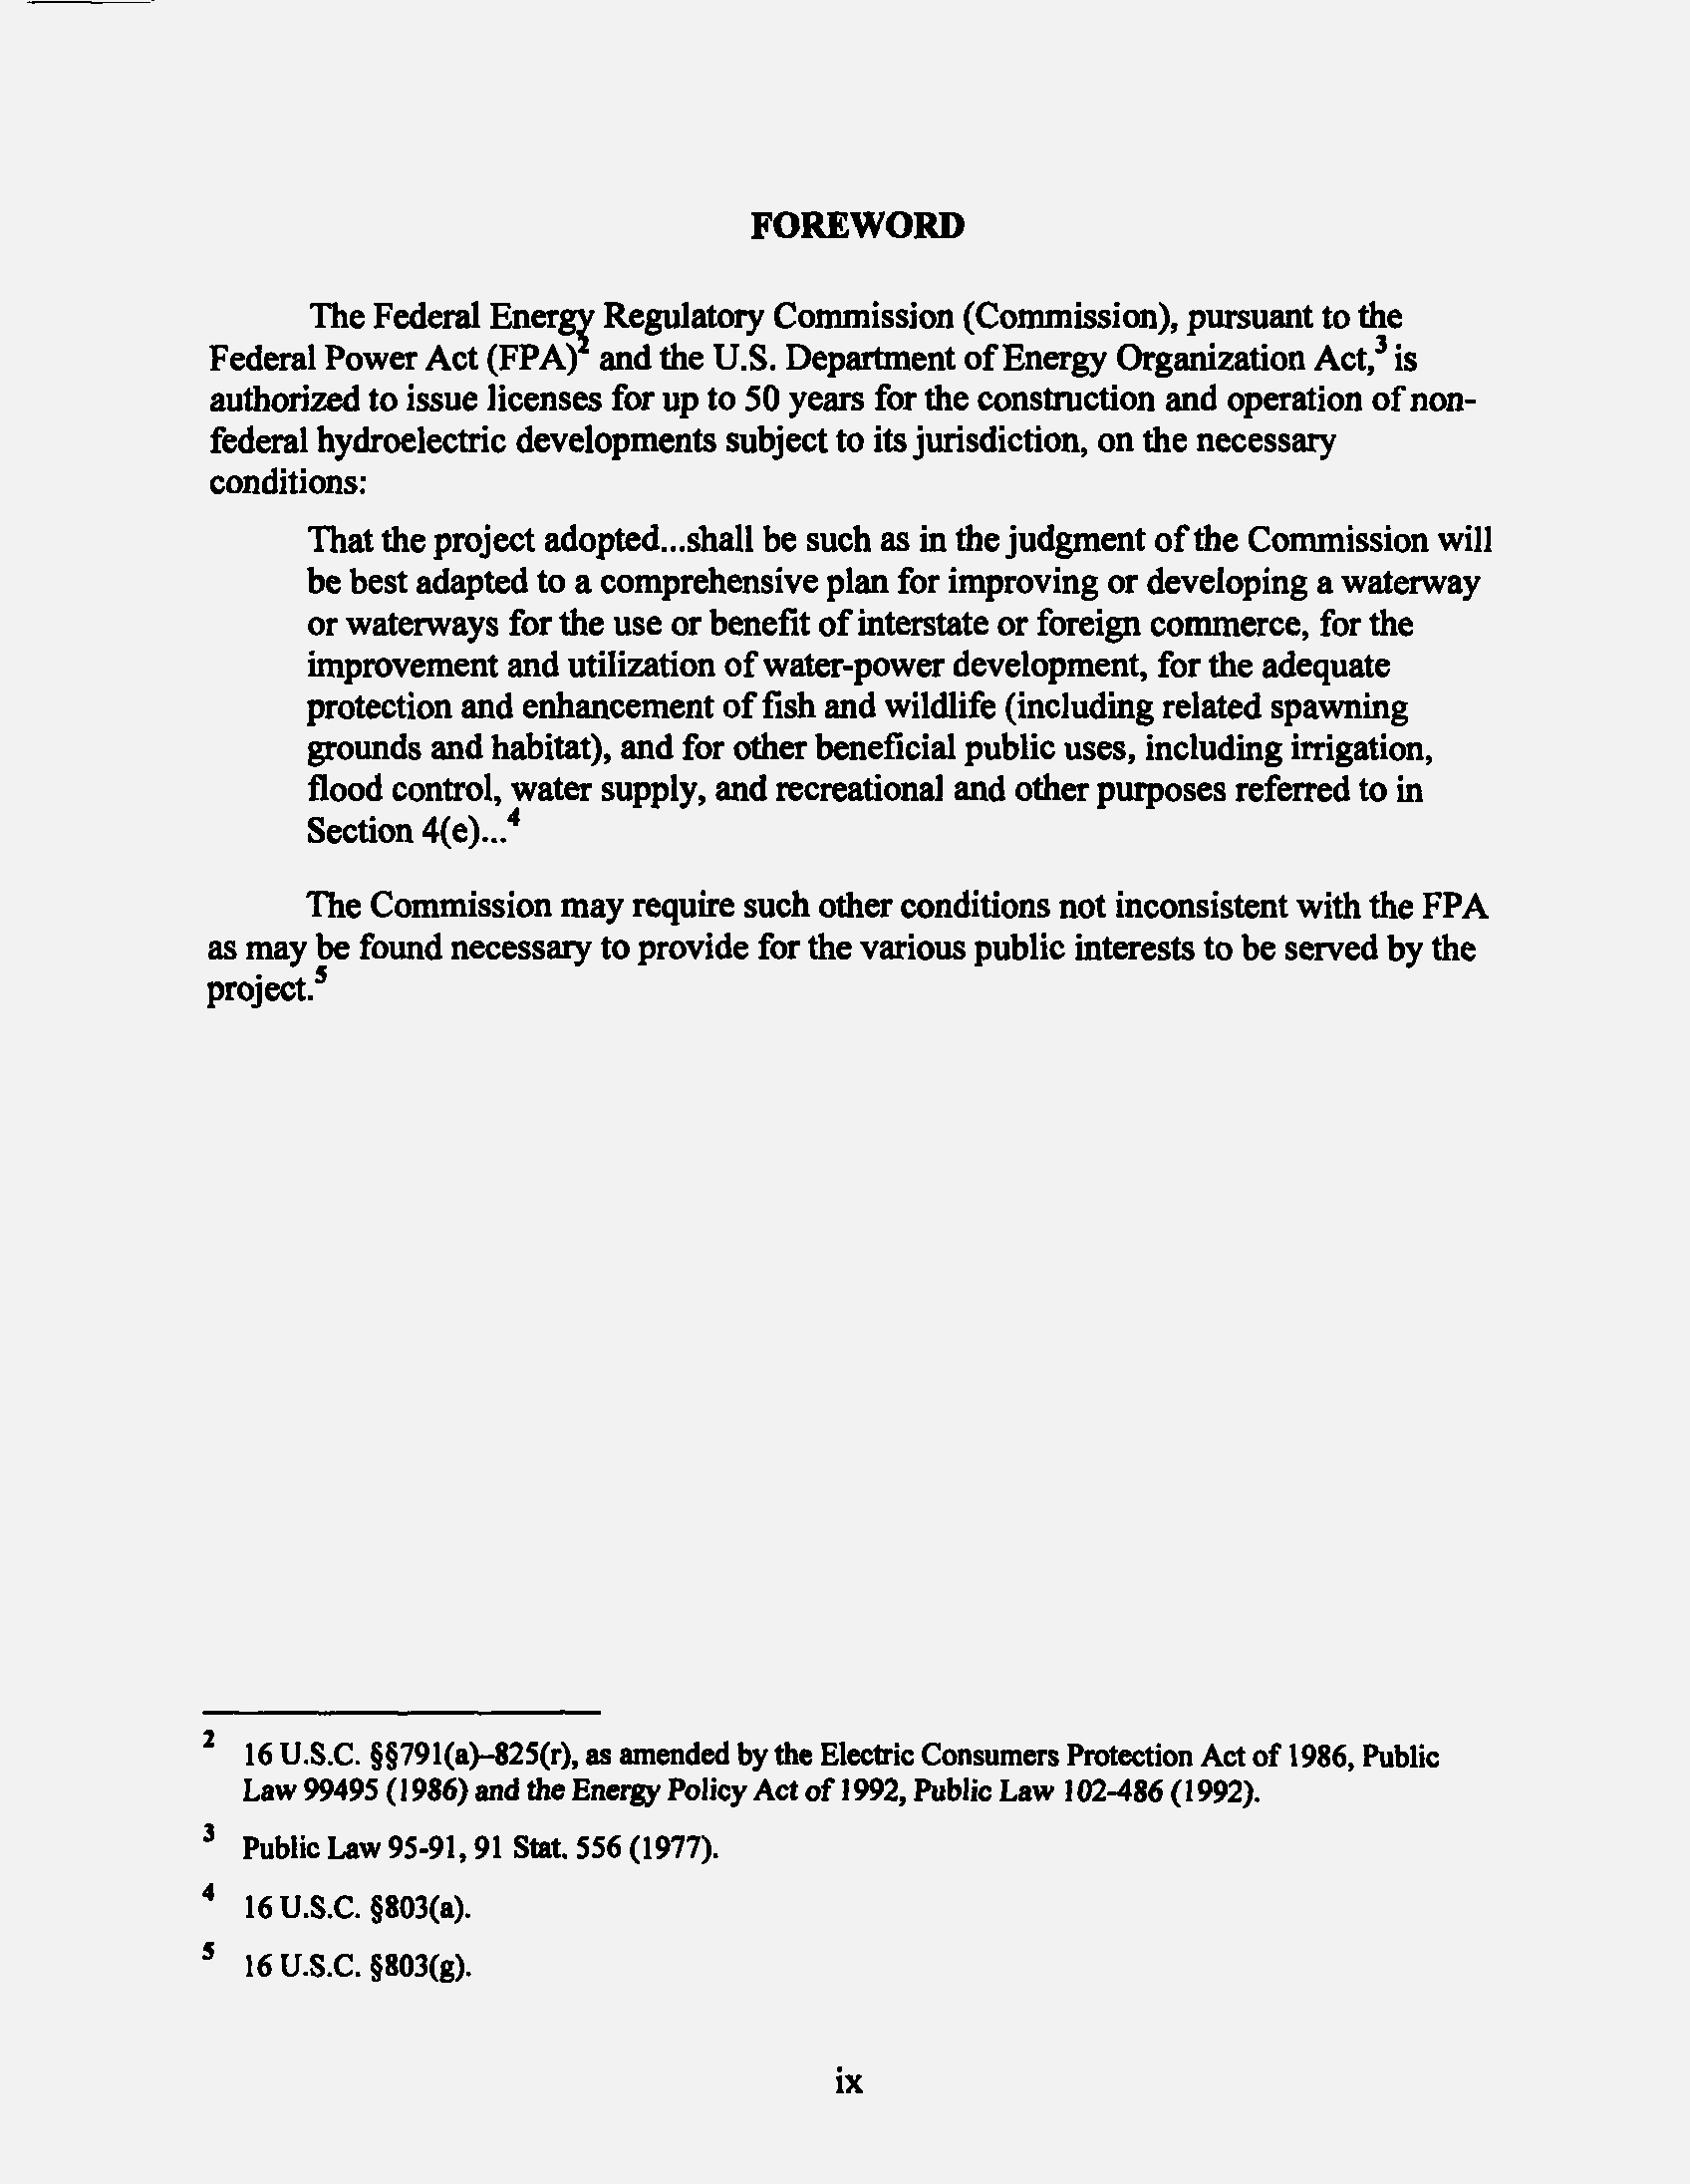 FOREWORD
The Federal Energy Regulatory Commission (Commission), pursuant to the
Federal Power Act (FPA)² and the U.S. Department of Energy Organization Act,³ is
authorized to issue licenses for up to 50 years for the construction and operation of non-
federal hydroelectric developments subject to its jurisdiction, on the necessary
conditions:
That the project adopted...shall be such as in the judgment of the Commission will
be best adapted to a comprehensive plan for improving or developing a waterway
or waterways for the use or benefit of interstate or foreign commerce, for the
improvement and utilization of water-power development, for the adequate
protection and enhancement of fish and wildlife (including related spawning
grounds and habitat), and for other beneficial public uses, including irrigation,
flood control, water supply, and recreational and other purposes referred to in
Section 4(e)...⁴
The Commission may require such other conditions not inconsistent with the FPA
as may be found necessary to provide for the various public interests to be served by the
project.⁵
² 16 U.S.C. §§791(a)–825(r), as amended by the Electric Consumers Protection Act of 1986, Public
Law 99495 (1986) and the Energy Policy Act of 1992, Public Law 102-486 (1992).
³ Public Law 95-91, 91 Stat. 556 (1977).
⁴ 16 U.S.C. §803(a).
⁵ 16 U.S.C. §803(g).
ix